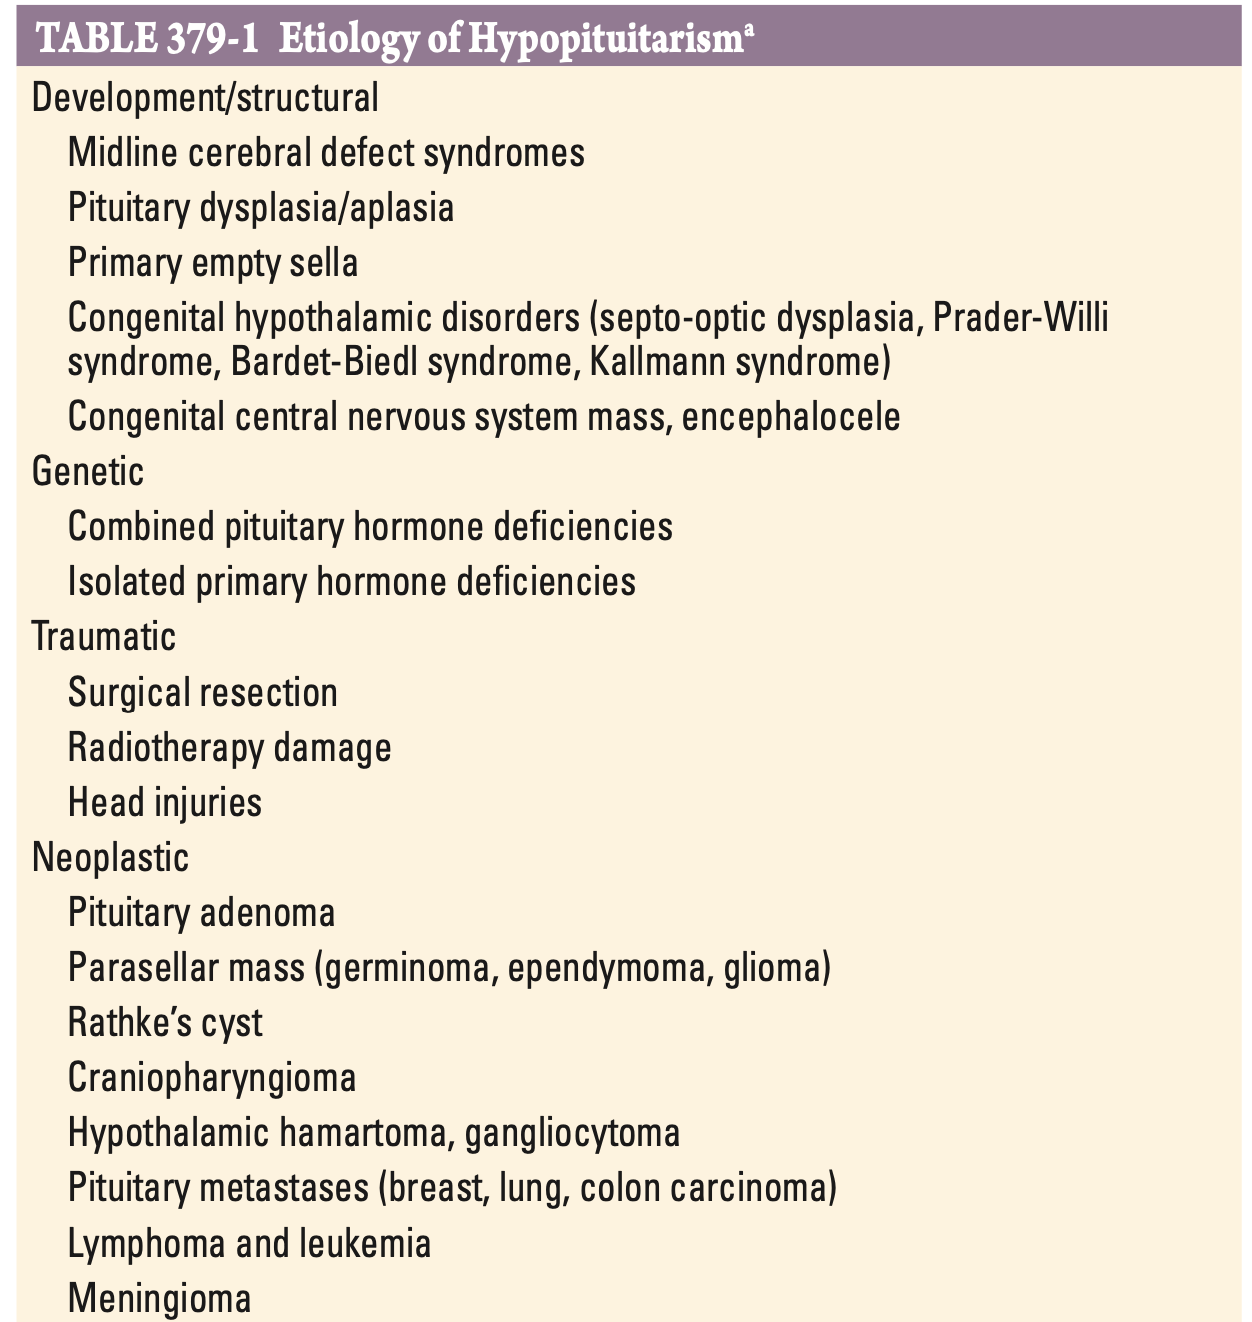 TABLE 379-1 Etiology of Hypopituitarismᵃ
Development/structural
Midline cerebral defect syndromes
Pituitary dysplasia/aplasia
Primary empty sella
Congenital hypothalamic disorders (septo-optic dysplasia, Prader-Willi
syndrome, Bardet-Biedl syndrome, Kallmann syndrome)
Congenital central nervous system mass, encephalocele
Genetic
Combined pituitary hormone deficiencies
Isolated primary hormone deficiencies
Traumatic
Surgical resection
Radiotherapy damage
Head injuries
Neoplastic
Pituitary adenoma
Parasellar mass (germinoma, ependymoma, glioma)
Rathke’s cyst
Craniopharyngioma
Hypothalamic hamartoma, gangliocytoma
Pituitary metastases (breast, lung, colon carcinoma)
Lymphoma and leukemia
Meningioma